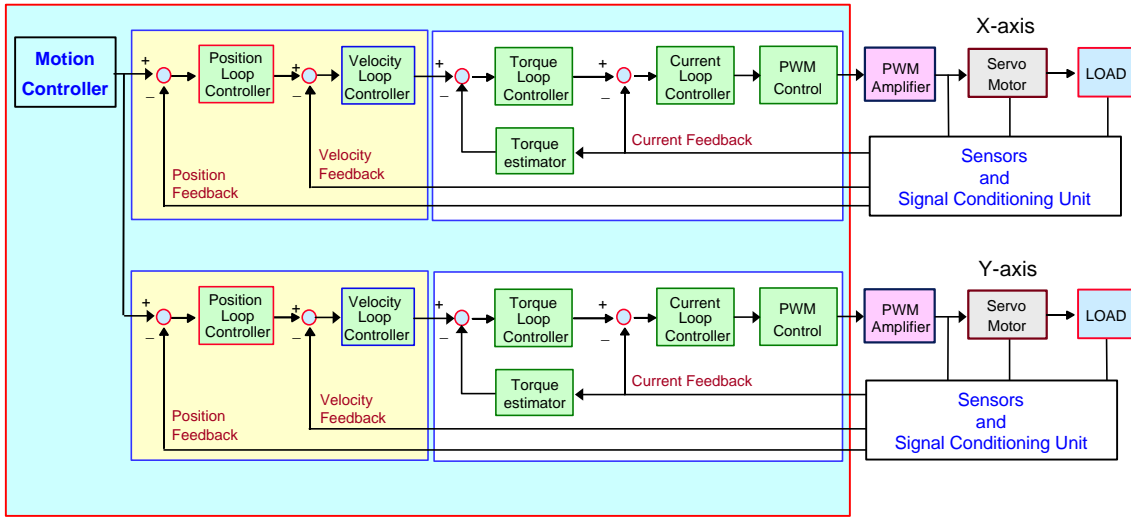 X-axis
Motion
Controller
+
_
Position
Loop
Controller
+
_
Velocity
Loop
Controller
+
_
Torque
Loop
Controller
+
_
Current
Loop
Controller
PWM
Control
PWM
Amplifier
Servo
Motor
LOAD
Torque
estimator
Current Feedback
Velocity
Feedback
Position
Feedback
Sensors
and
Signal Conditioning Unit
Y-axis
+
_
Position
Loop
Controller
+
_
Velocity
Loop
Controller
+
_
Torque
Loop
Controller
+
_
Current
Loop
Controller
PWM
Control
PWM
Amplifier
Servo
Motor
LOAD
Torque
estimator
Current Feedback
Velocity
Feedback
Position
Feedback
Sensors
and
Signal Conditioning Unit